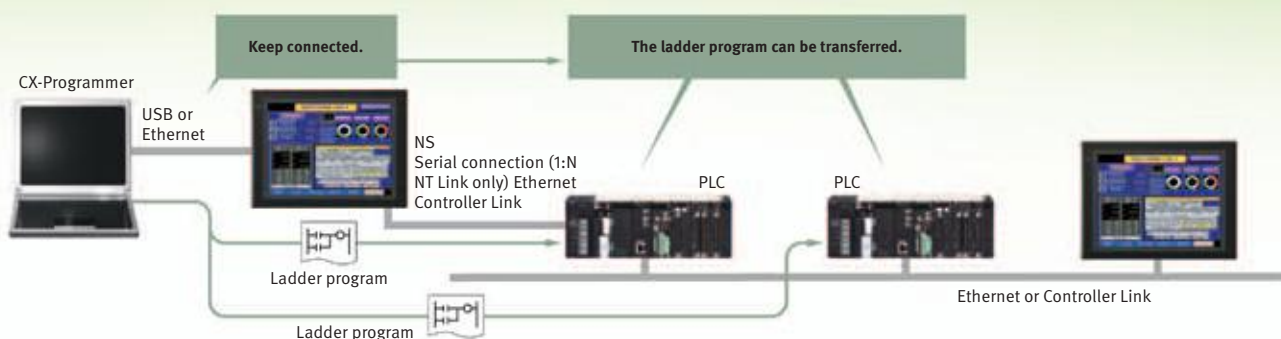 Keep connected.
The ladder program can be transferred.
CX-Programmer
USB or
Ethernet
NS
Serial connection (1:N
NT Link only) Ethernet
Controller Link
PLC
PLC
Ladder program
Ethernet or Controller Link
Ladder program